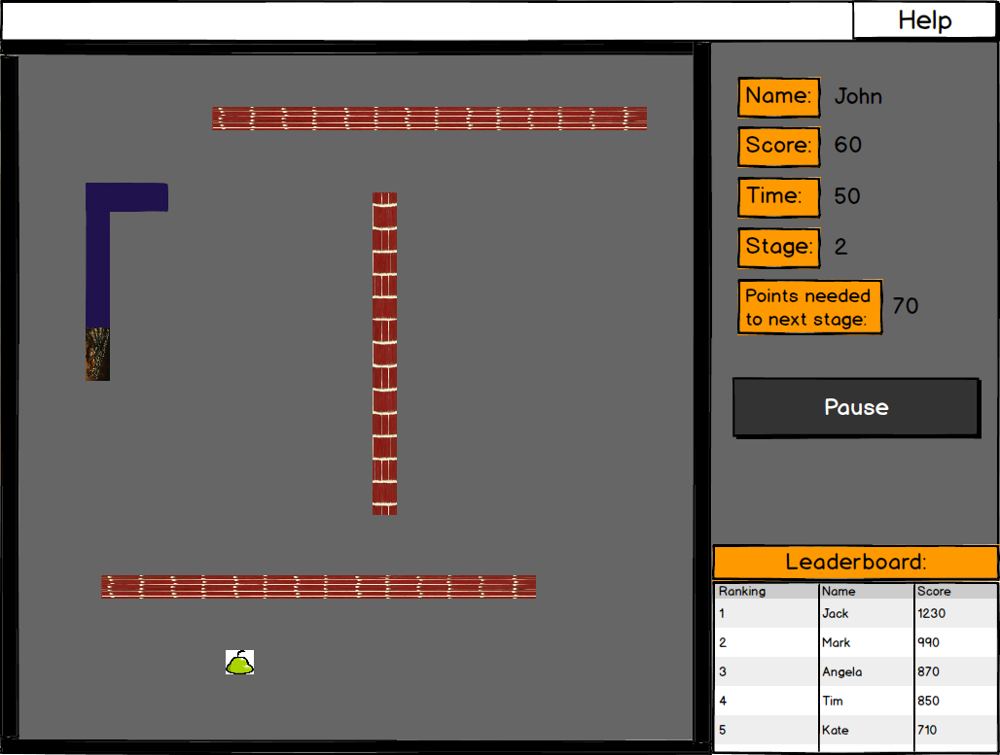 Help
Name: John
Score: 60
Time: 50
Stage: 2
Points needed
to next stage: 70
Pause
Leaderboard:
Ranking Name Score
1 Jack 1230
2 Mark 990
3 Angela 870
4 Tim 850
5 Kate 710